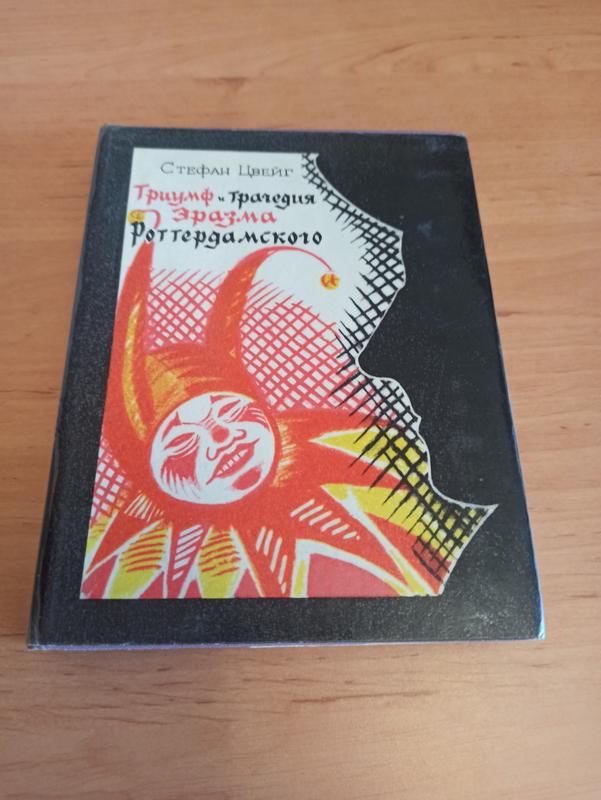 Стефан Цвейг
Триумф и трагедия
Эразма
Роттердамского